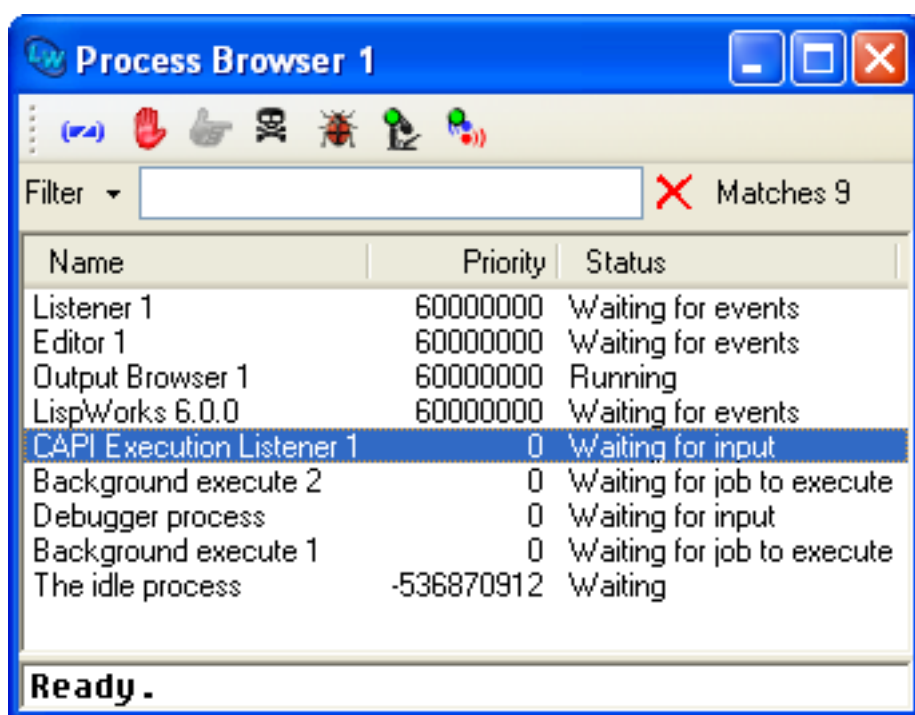 Process Browser 1
Filter Matches 9
Name Priority Status
Listener 1 60000000 Waiting for events
Editor 1 60000000 Waiting for events
Output Browser 1 60000000 Running
LispWorks 6.0.0 60000000 Waiting for events
CAPI Execution Listener 1 0 Waiting for input
Background execute 2 0 Waiting for job to execute
Debugger process 0 Waiting for input
Background execute 1 0 Waiting for job to execute
The idle process -536870912 Waiting
Ready.